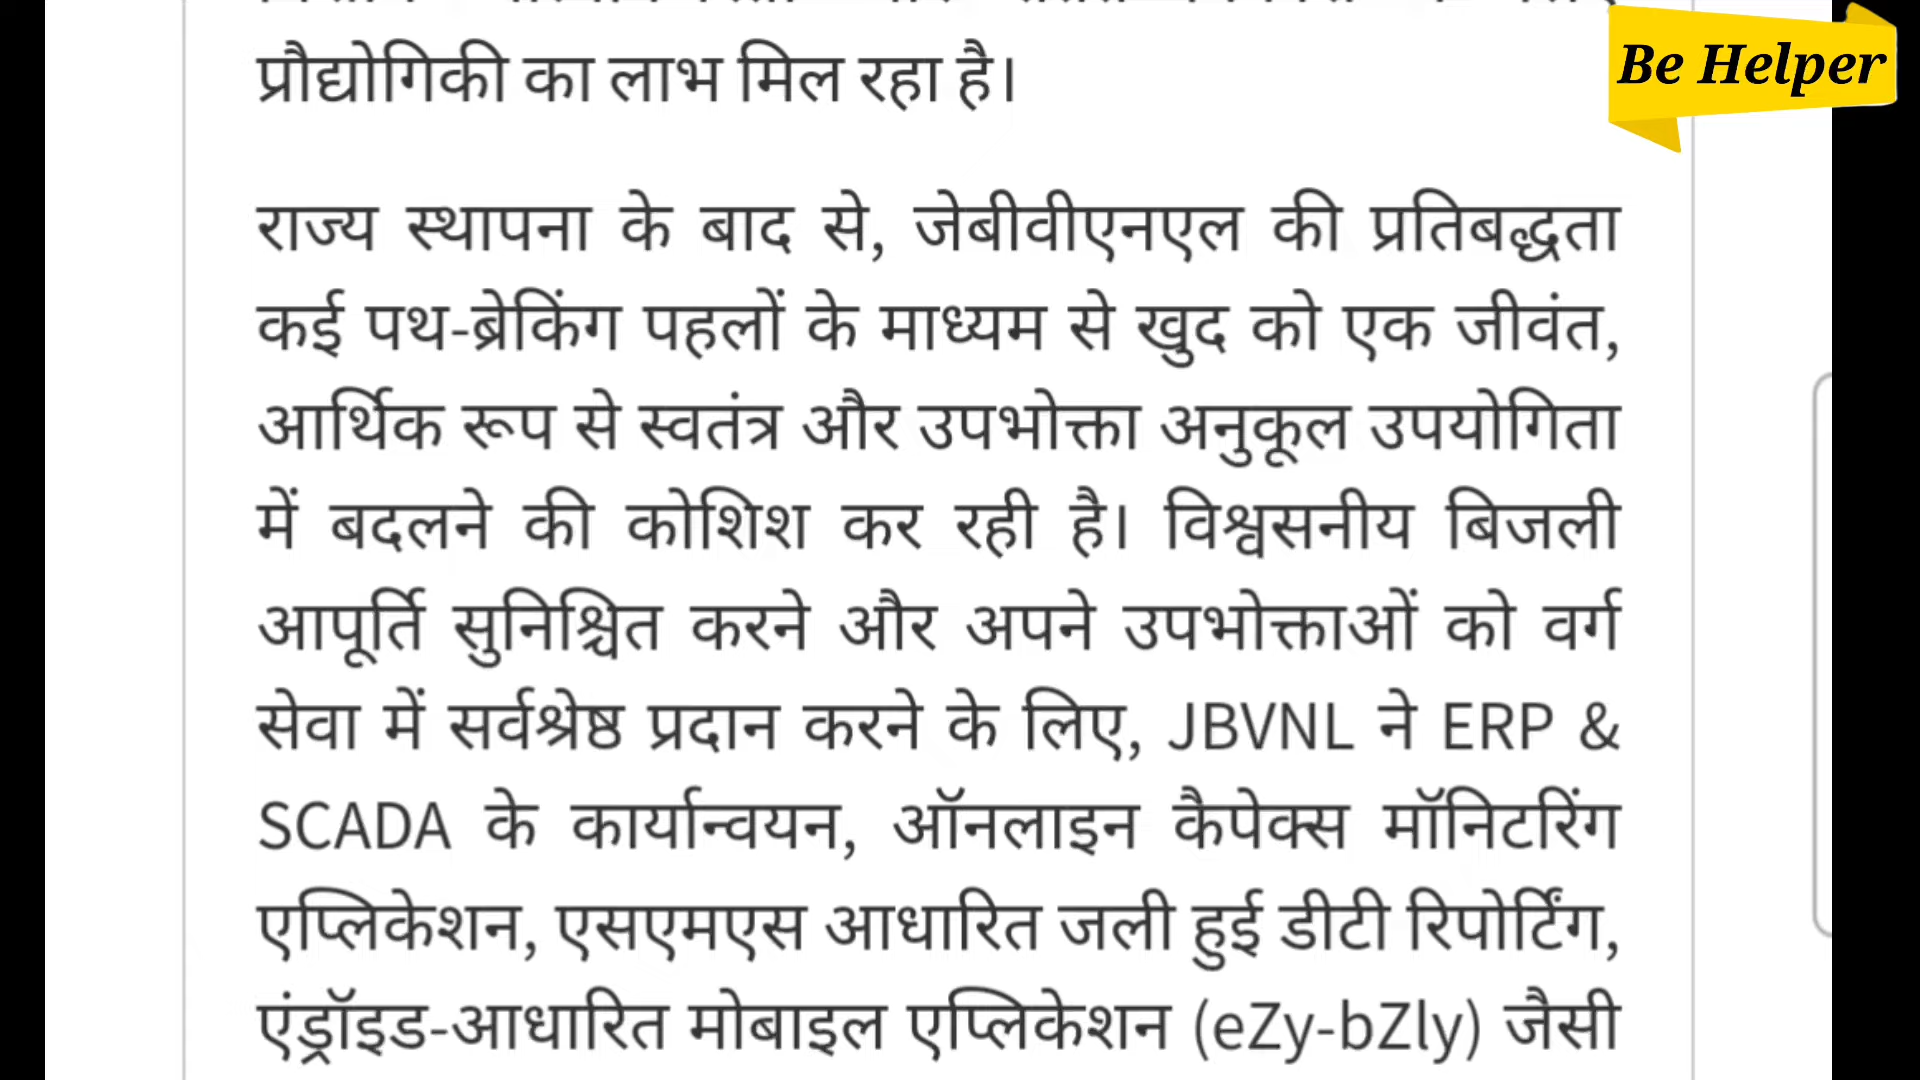 प्रौद्योगिकी का लाभ मिल रहा है।
Be Helper
राज्य स्थापना के बाद से, जेबीवीएनएल की प्रतिबद्धता
कई पथ-ब्रेकिंग पहलों के माध्यम से खुद को एक जीवंत,
आर्थिक रूप से स्वतंत्र और उपभोक्ता अनुकूल उपयोगिता
में बदलने की कोशिश कर रही है। विश्वसनीय बिजली
आपूर्ति सुनिश्चित करने और अपने उपभोक्ताओं को वर्ग
सेवा में सर्वश्रेष्ठ प्रदान करने के लिए, JBVNL ने ERP &
SCADA के कार्यान्वयन, ऑनलाइन कैपेक्स मॉनिटरिंग
एप्लिकेशन, एसएमएस आधारित जली हुई डीटी रिपोर्टिंग,
एंड्रॉइड-आधारित मोबाइल एप्लिकेशन (eZy-bZly) जैसी